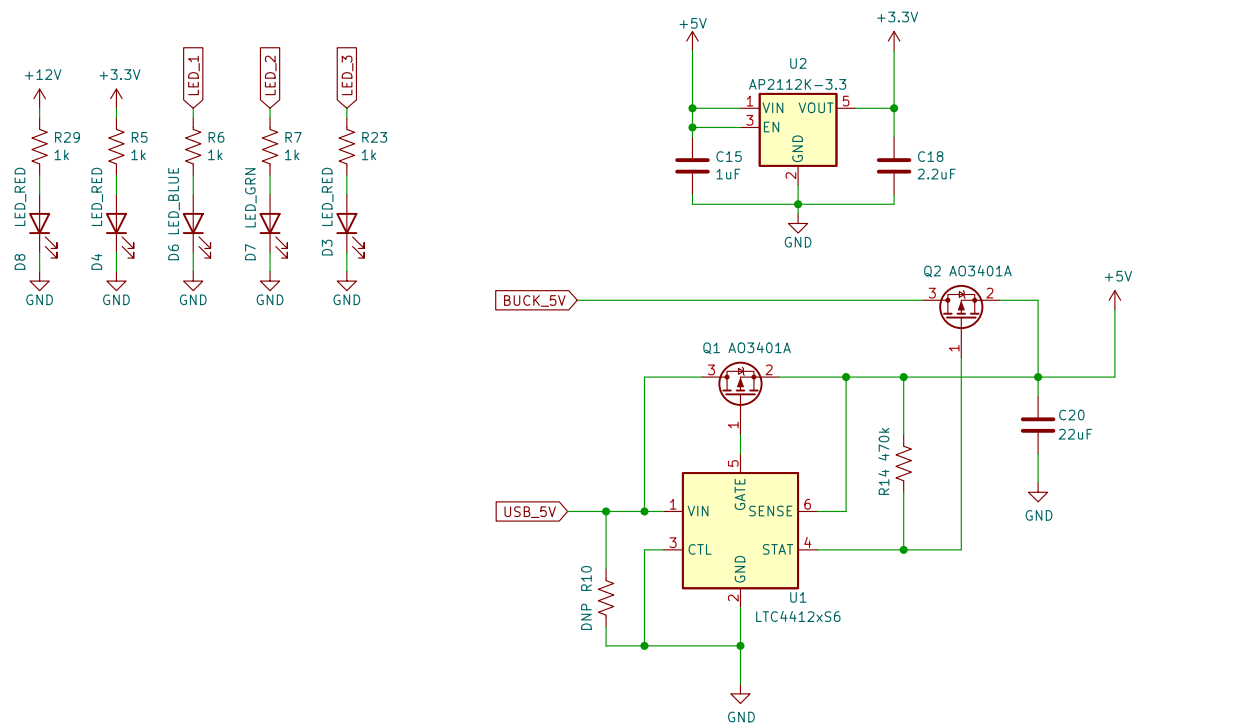 +12V
R29
1k
LED_RED
D8
GND
+3.3V
R5
1k
LED_RED
D4
GND
LED_1
R6
1k
LED_BLUE
D6
GND
LED_2
R7
1k
LED_GRN
D7
GND
LED_3
R23
1k
LED_RED
D3
GND
+5V
+3.3V
U2
AP2112K-3.3
1
VIN
VOUT
5
3
EN
GND
2
C15
1uF
C18
2.2uF
GND
Q2 AO3401A
+5V
BUCK_5V
3
2
1
Q1 AO3401A
3
2
1
C20
22uF
GND
R14 470k
5
GATE
USB_5V
1
VIN
SENSE
6
3
CTL
STAT
4
GND
2
U1
LTC4412xS6
DNP R10
GND